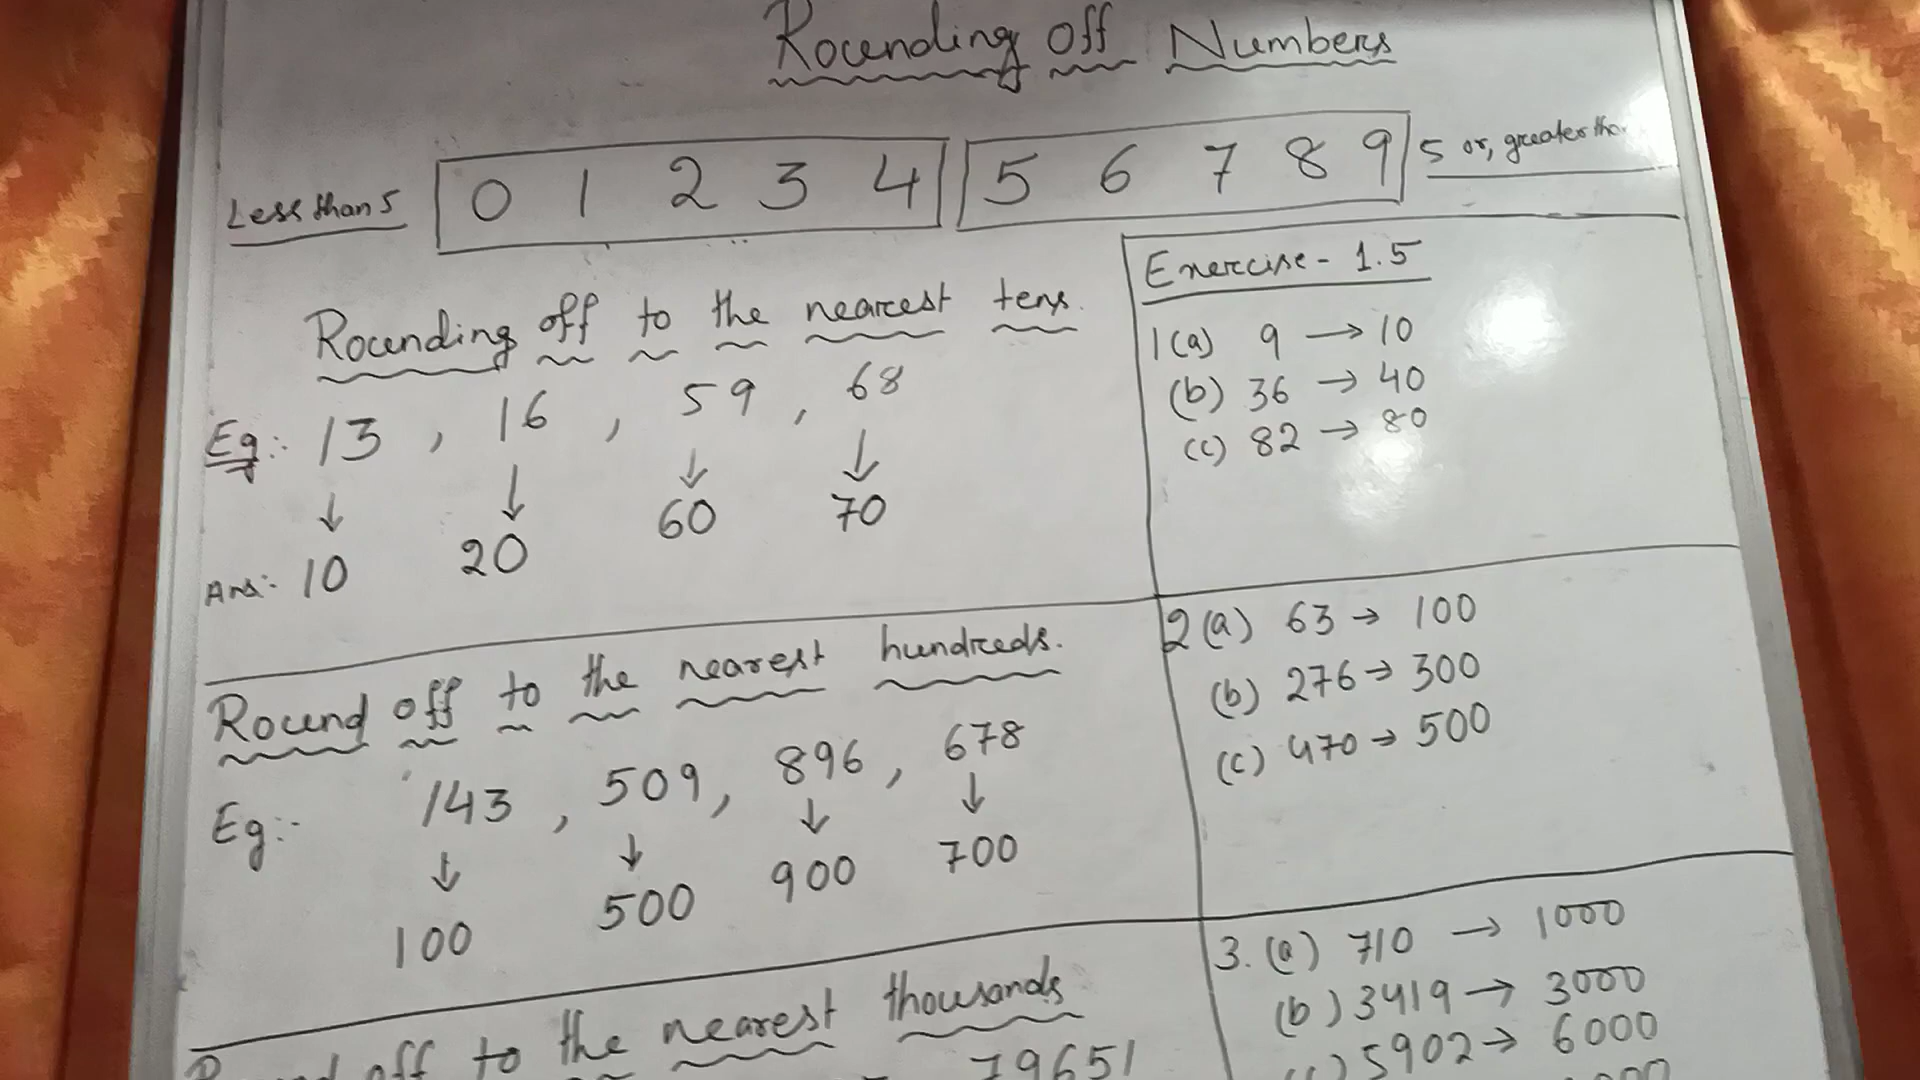 Rounding off Numbers
Less than 5 0 1 2 3 4 5 6 7 8 9 5 or, greater
Rounding off to the nearest tens.
Eg:- 13 , 16 , 59 , 68
↓ ↓ ↓ ↓
Ans:- 10 20 60 70
Round off to the nearest hundreds.
Eg:- 143 , 509, 896 , 678
↓ ↓ ↓ ↓
100 500 900 700
off to the nearest thousands
79651
Exercise - 1.5
1(a) 9 → 10
(b) 36 → 40
(c) 82 → 80
2(a) 63 → 100
(b) 276 → 300
(c) 470 → 500
3. (a) 710 → 1000
(b) 3419 → 3000
5902 → 6000